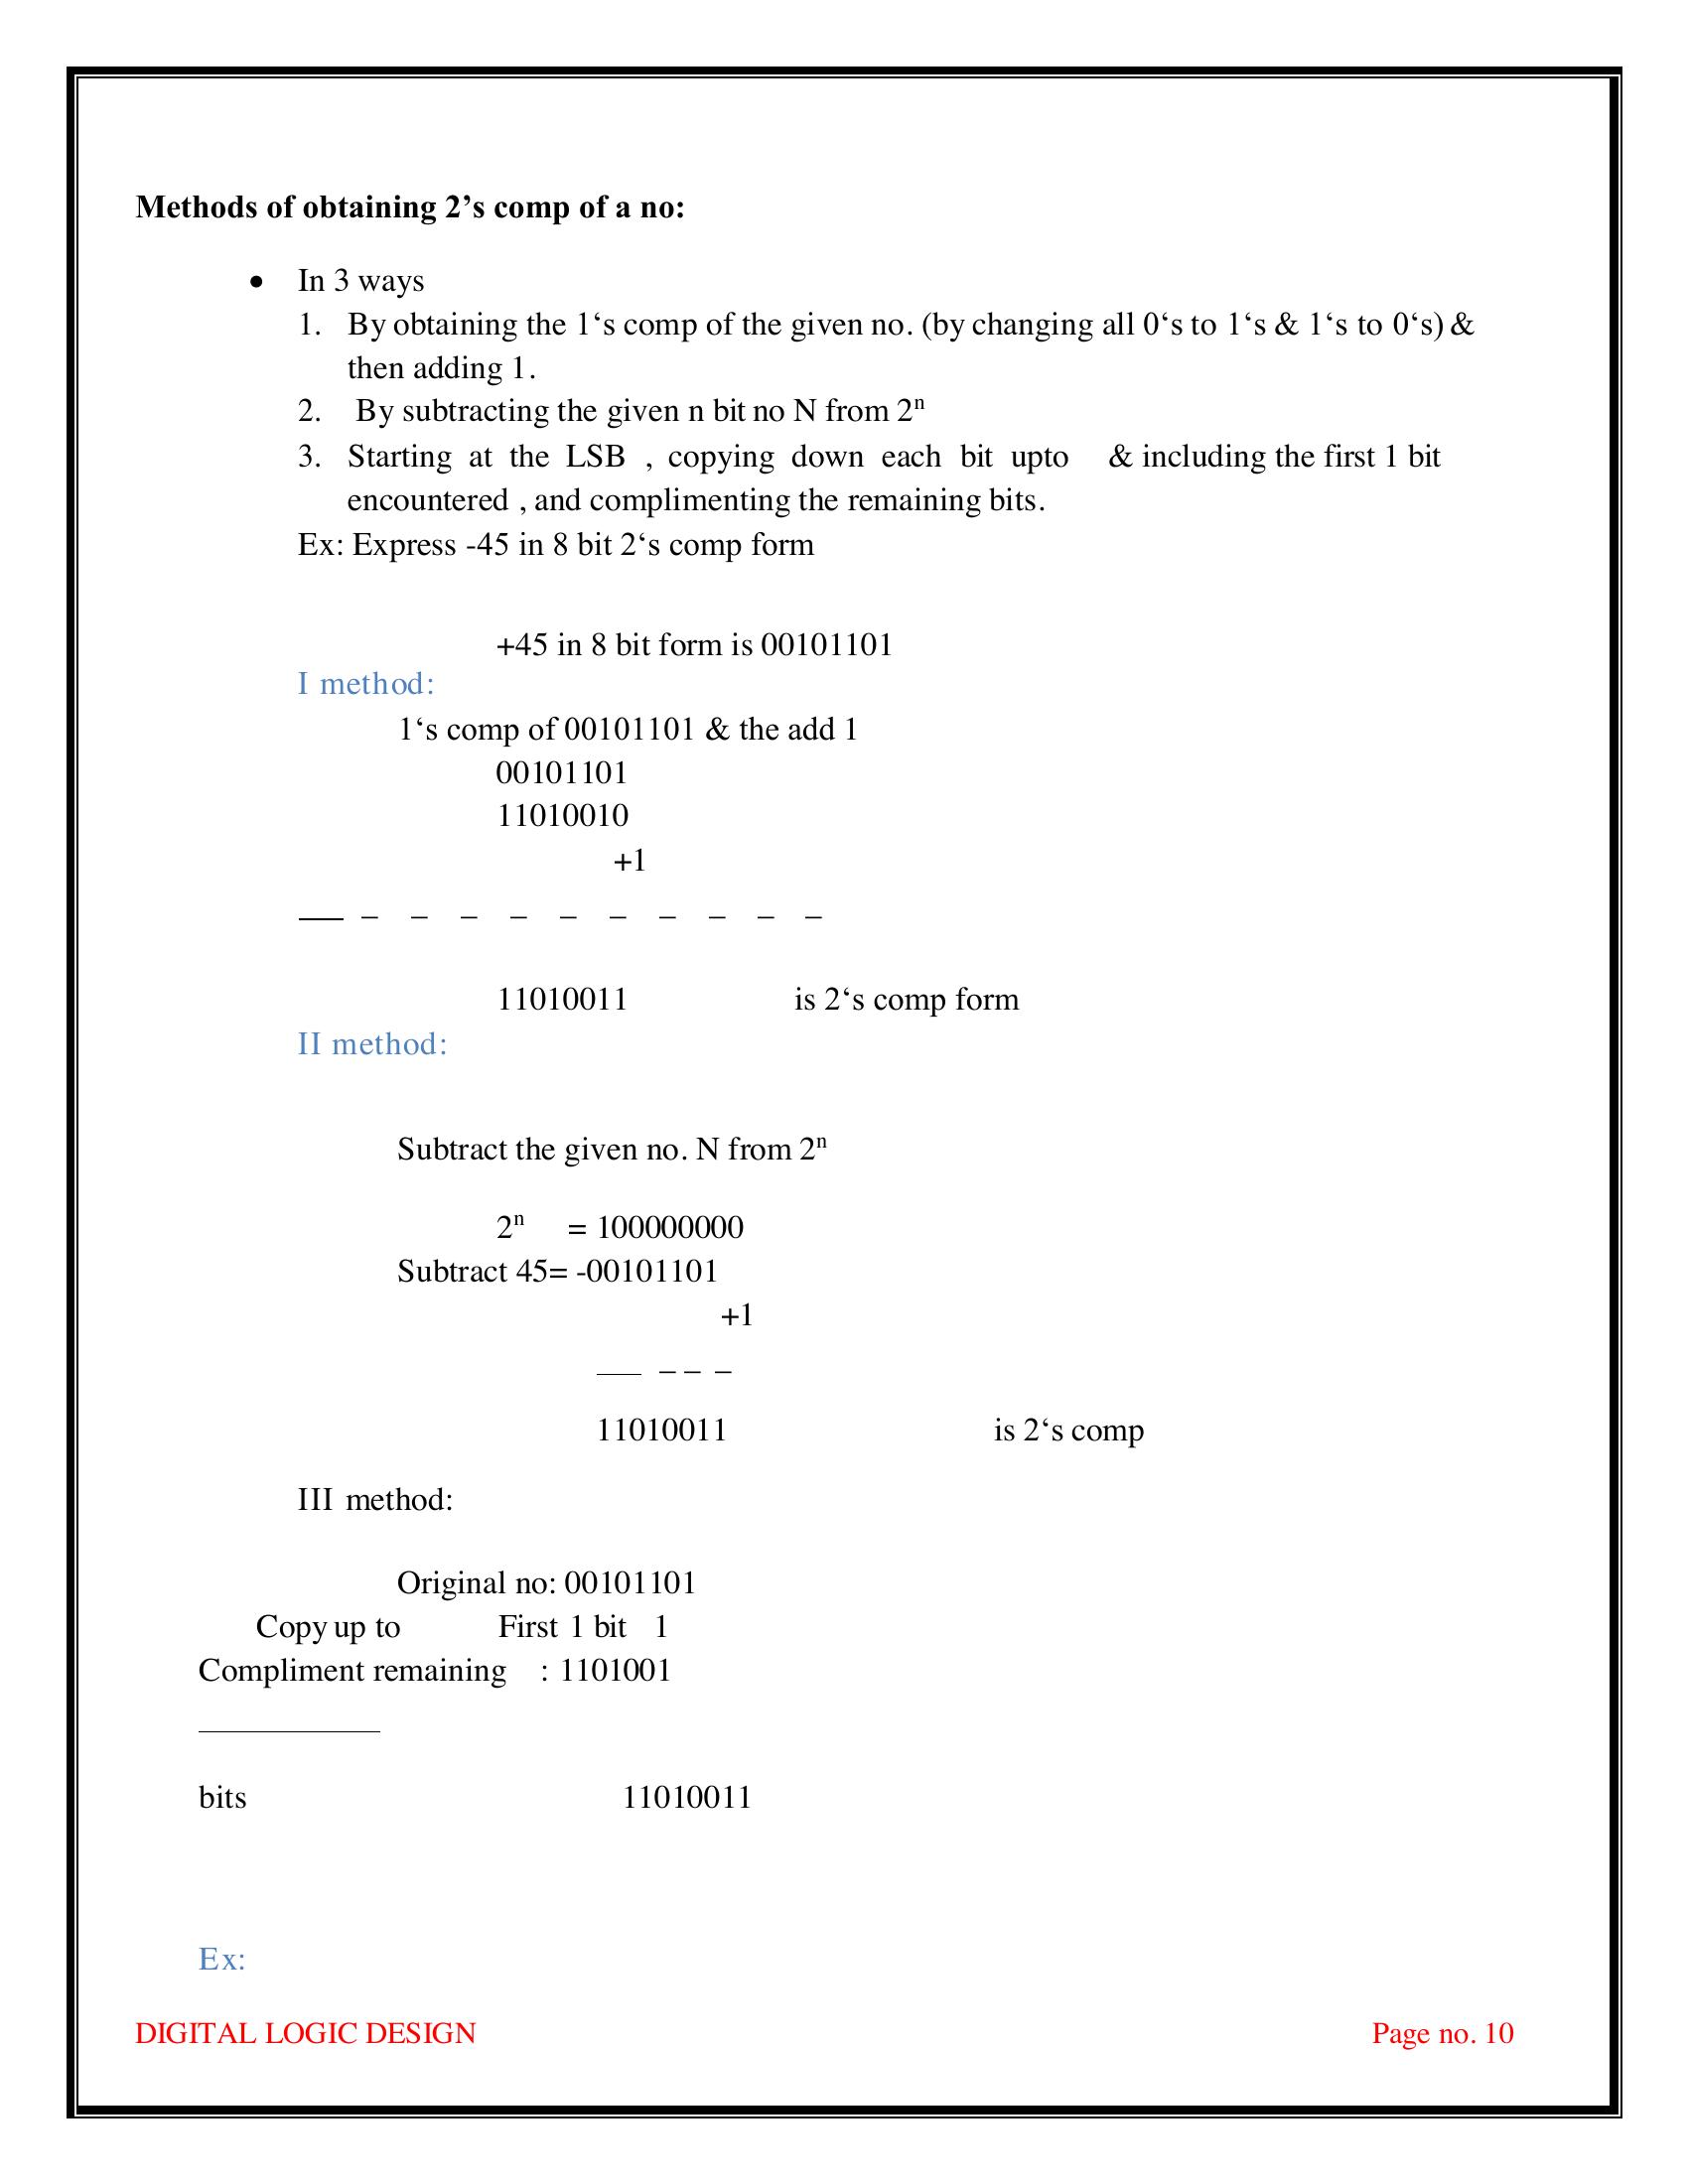 Methods of obtaining 2’s comp of a no:
• In 3 ways
1. By obtaining the 1‘s comp of the given no. (by changing all 0‘s to 1‘s & 1‘s to 0‘s) &
then adding 1.
2. By subtracting the given n bit no N from 2ⁿ
3. Starting at the LSB , copying down each bit upto & including the first 1 bit
encountered , and complimenting the remaining bits.
Ex: Express -45 in 8 bit 2‘s comp form
+45 in 8 bit form is 00101101
I method:
1‘s comp of 00101101 & the add 1
00101101
11010010
+1
__ _ _ _ _ _ _ _ _ _ _
11010011 is 2‘s comp form
II method:
Subtract the given no. N from 2ⁿ
2ⁿ = 100000000
Subtract 45= -00101101
+1
__ _ _ _
11010011 is 2‘s comp
III method:
Original no: 00101101
Copy up to First 1 bit 1
Compliment remaining : 1101001
bits 11010011
Ex:
DIGITAL LOGIC DESIGN Page no. 10